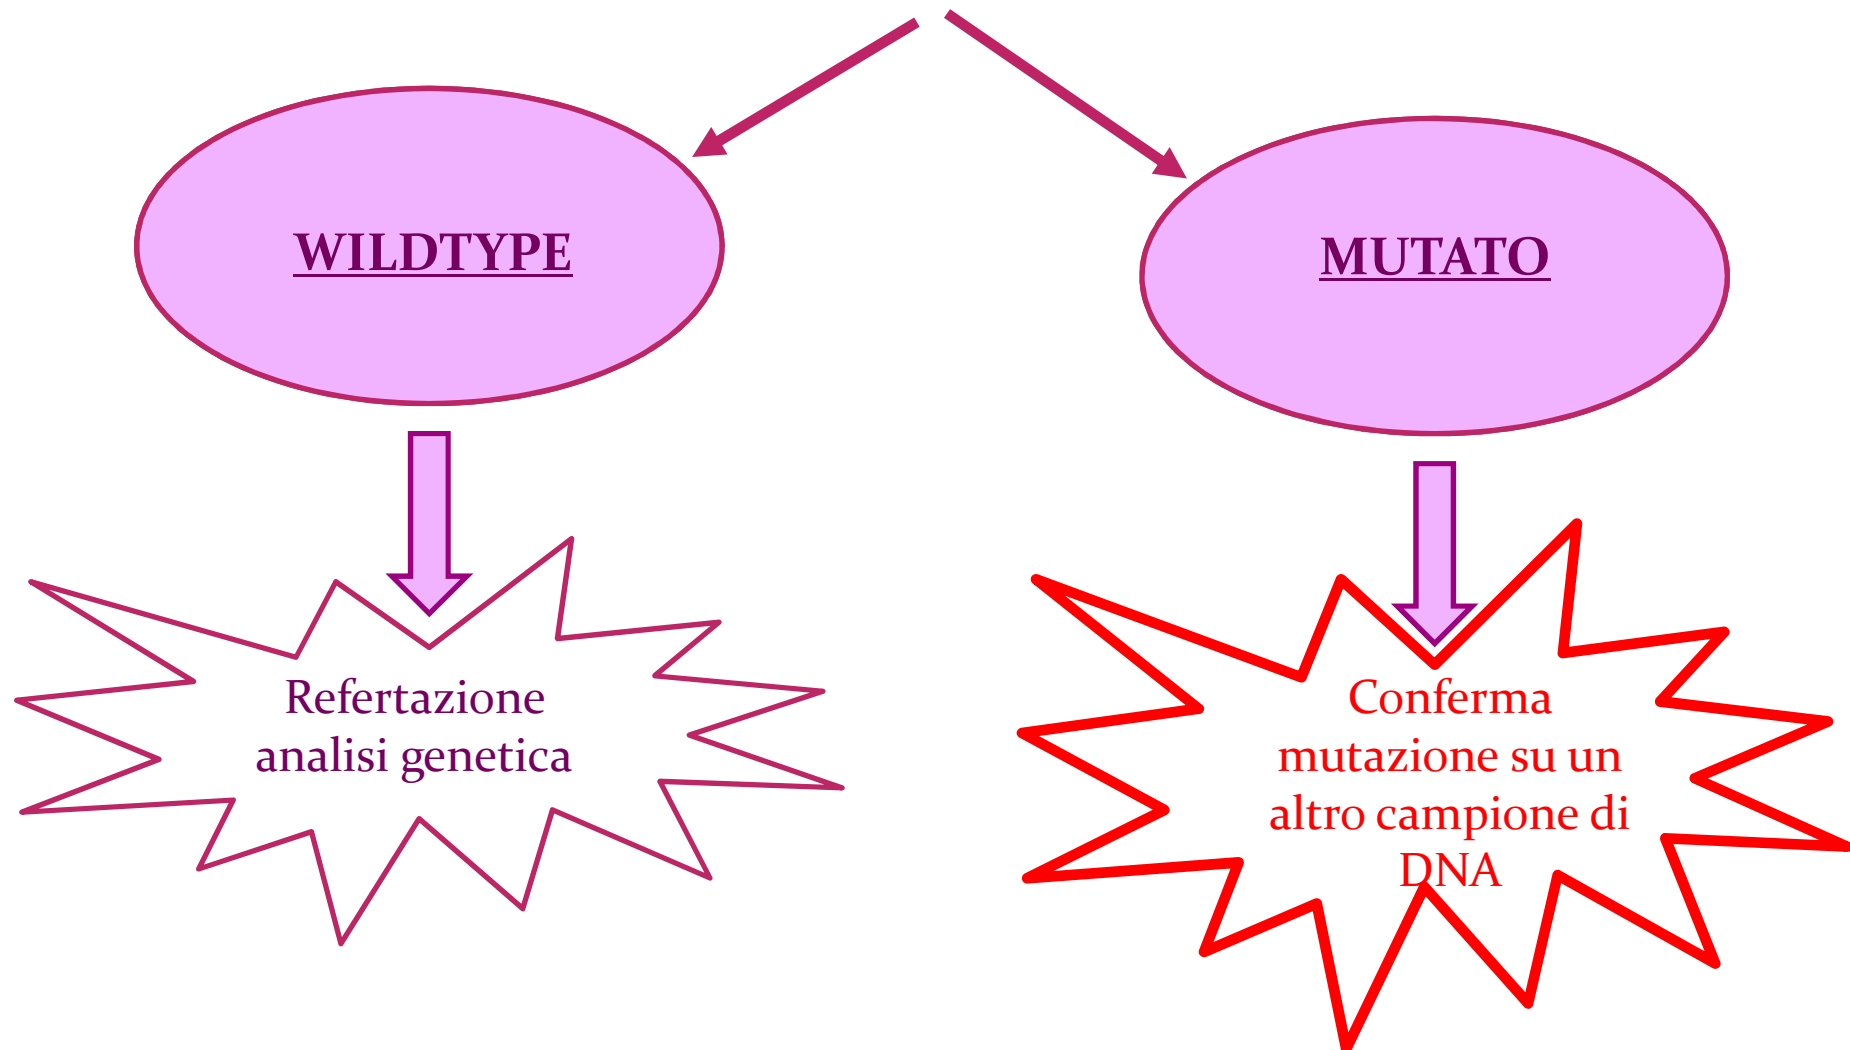 WILDTYPE
MUTATO
Refertazione
analisi genetica
Conferma
mutazione su un
altro campione di
DNA